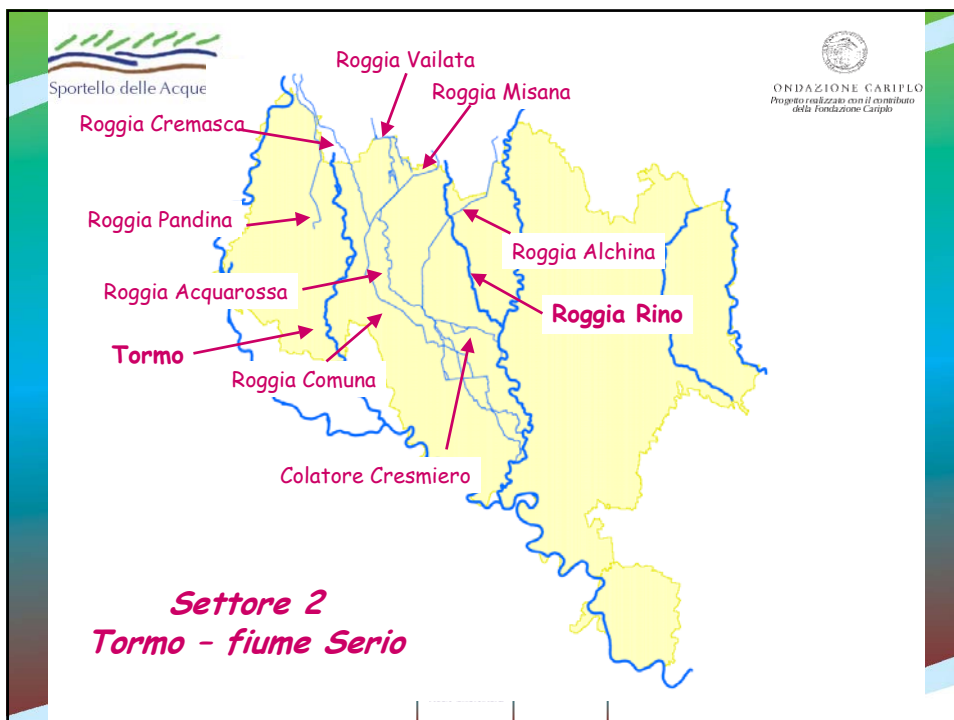 Sportello delle Acque
ONDAZIONE CARIPLO
Progetto realizzato con il contributo
della Fondazione Cariplo
Roggia Vailata
Roggia Misana
Roggia Cremasca
Roggia Pandina
Roggia Alchina
Roggia Acquarossa
Roggia Rino
Tormo
Roggia Comuna
Colatore Cresmiero
Settore 2
Tormo - fiume Serio